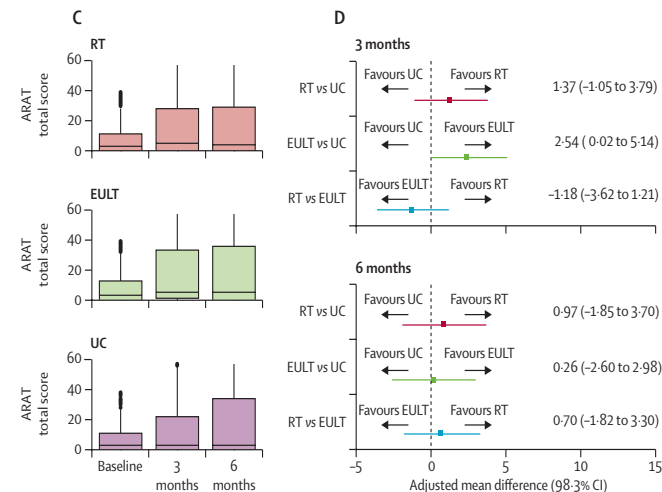 C
RT
ARAT
total score
60
40
20
0
EULT
ARAT
total score
60
40
20
0
UC
ARAT
total score
60
40
20
0
Baseline
3
months
6
months
D
3 months
Favours UC Favours RT
RT vs UC 1·37 (–1·05 to 3·79)
Favours UC Favours EULT
EULT vs UC 2·54 ( 0·02 to 5·14)
Favours EULT Favours RT
RT vs EULT –1·18 (–3·62 to 1·21)
6 months
Favours UC Favours RT
RT vs UC 0·97 (–1·85 to 3·70)
Favours UC Favours EULT
EULT vs UC 0·26 (–2·60 to 2·98)
Favours EULT Favours RT
RT vs EULT 0·70 (–1·82 to 3·30)
–5 0 5 10 15
Adjusted mean difference (98·3% CI)